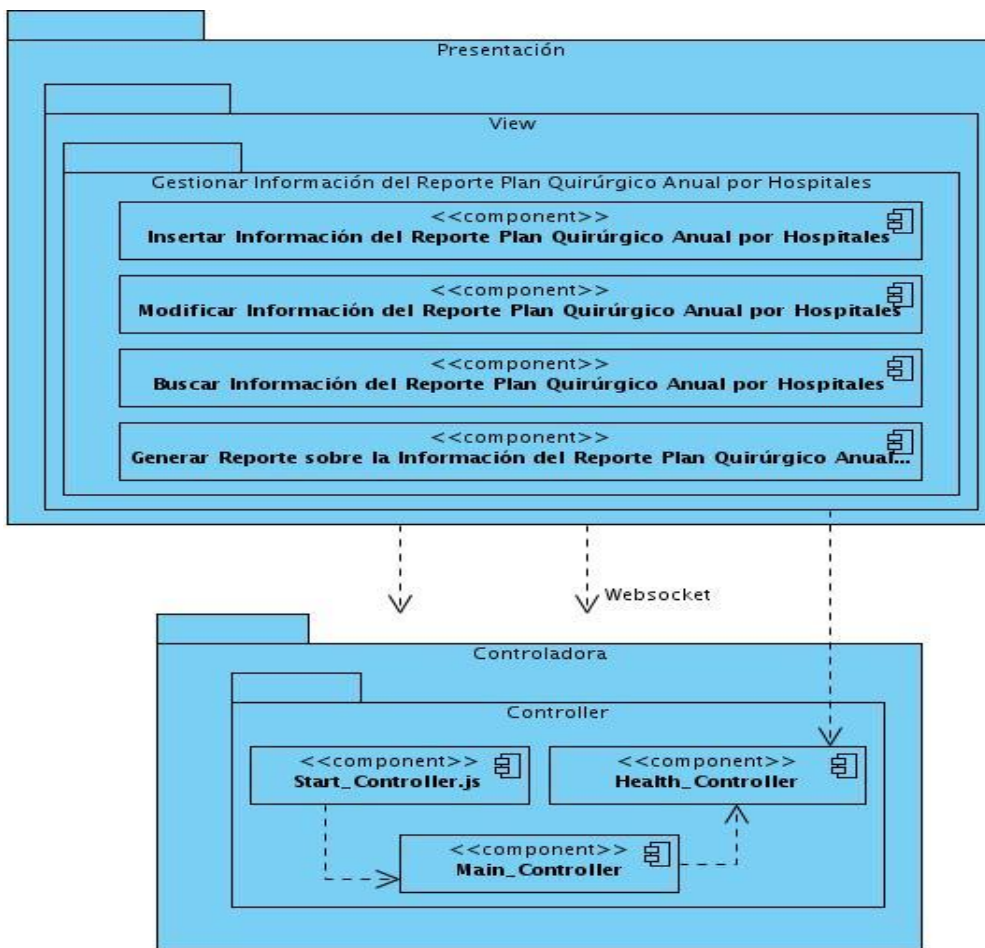 Presentación
View
Gestionar Información del Reporte Plan Quirúrgico Anual por Hospitales
<<component>>
Insertar Información del Reporte Plan Quirúrgico Anual por Hospitales
<<component>>
Modificar Información del Reporte Plan Quirúrgico Anual por Hospitales
<<component>>
Buscar Información del Reporte Plan Quirúrgico Anual por Hospitales
<<component>>
Generar Reporte sobre la Información del Reporte Plan Quirúrgico Anual...
Websocket
Controladora
Controller
<<component>>
Start_Controller.js
<<component>>
Health_Controller
<<component>>
Main_Controller